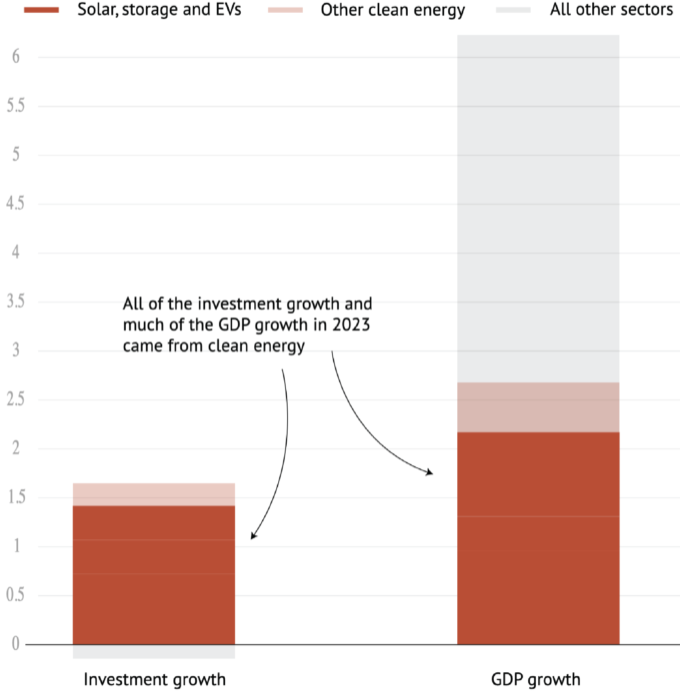 Solar, storage and EVs Other clean energy All other sectors
6
5.5
5
4.5
4
3.5
3
2.5
2
1.5
1
0.5
0
All of the investment growth and
much of the GDP growth in 2023
came from clean energy
Investment growth GDP growth